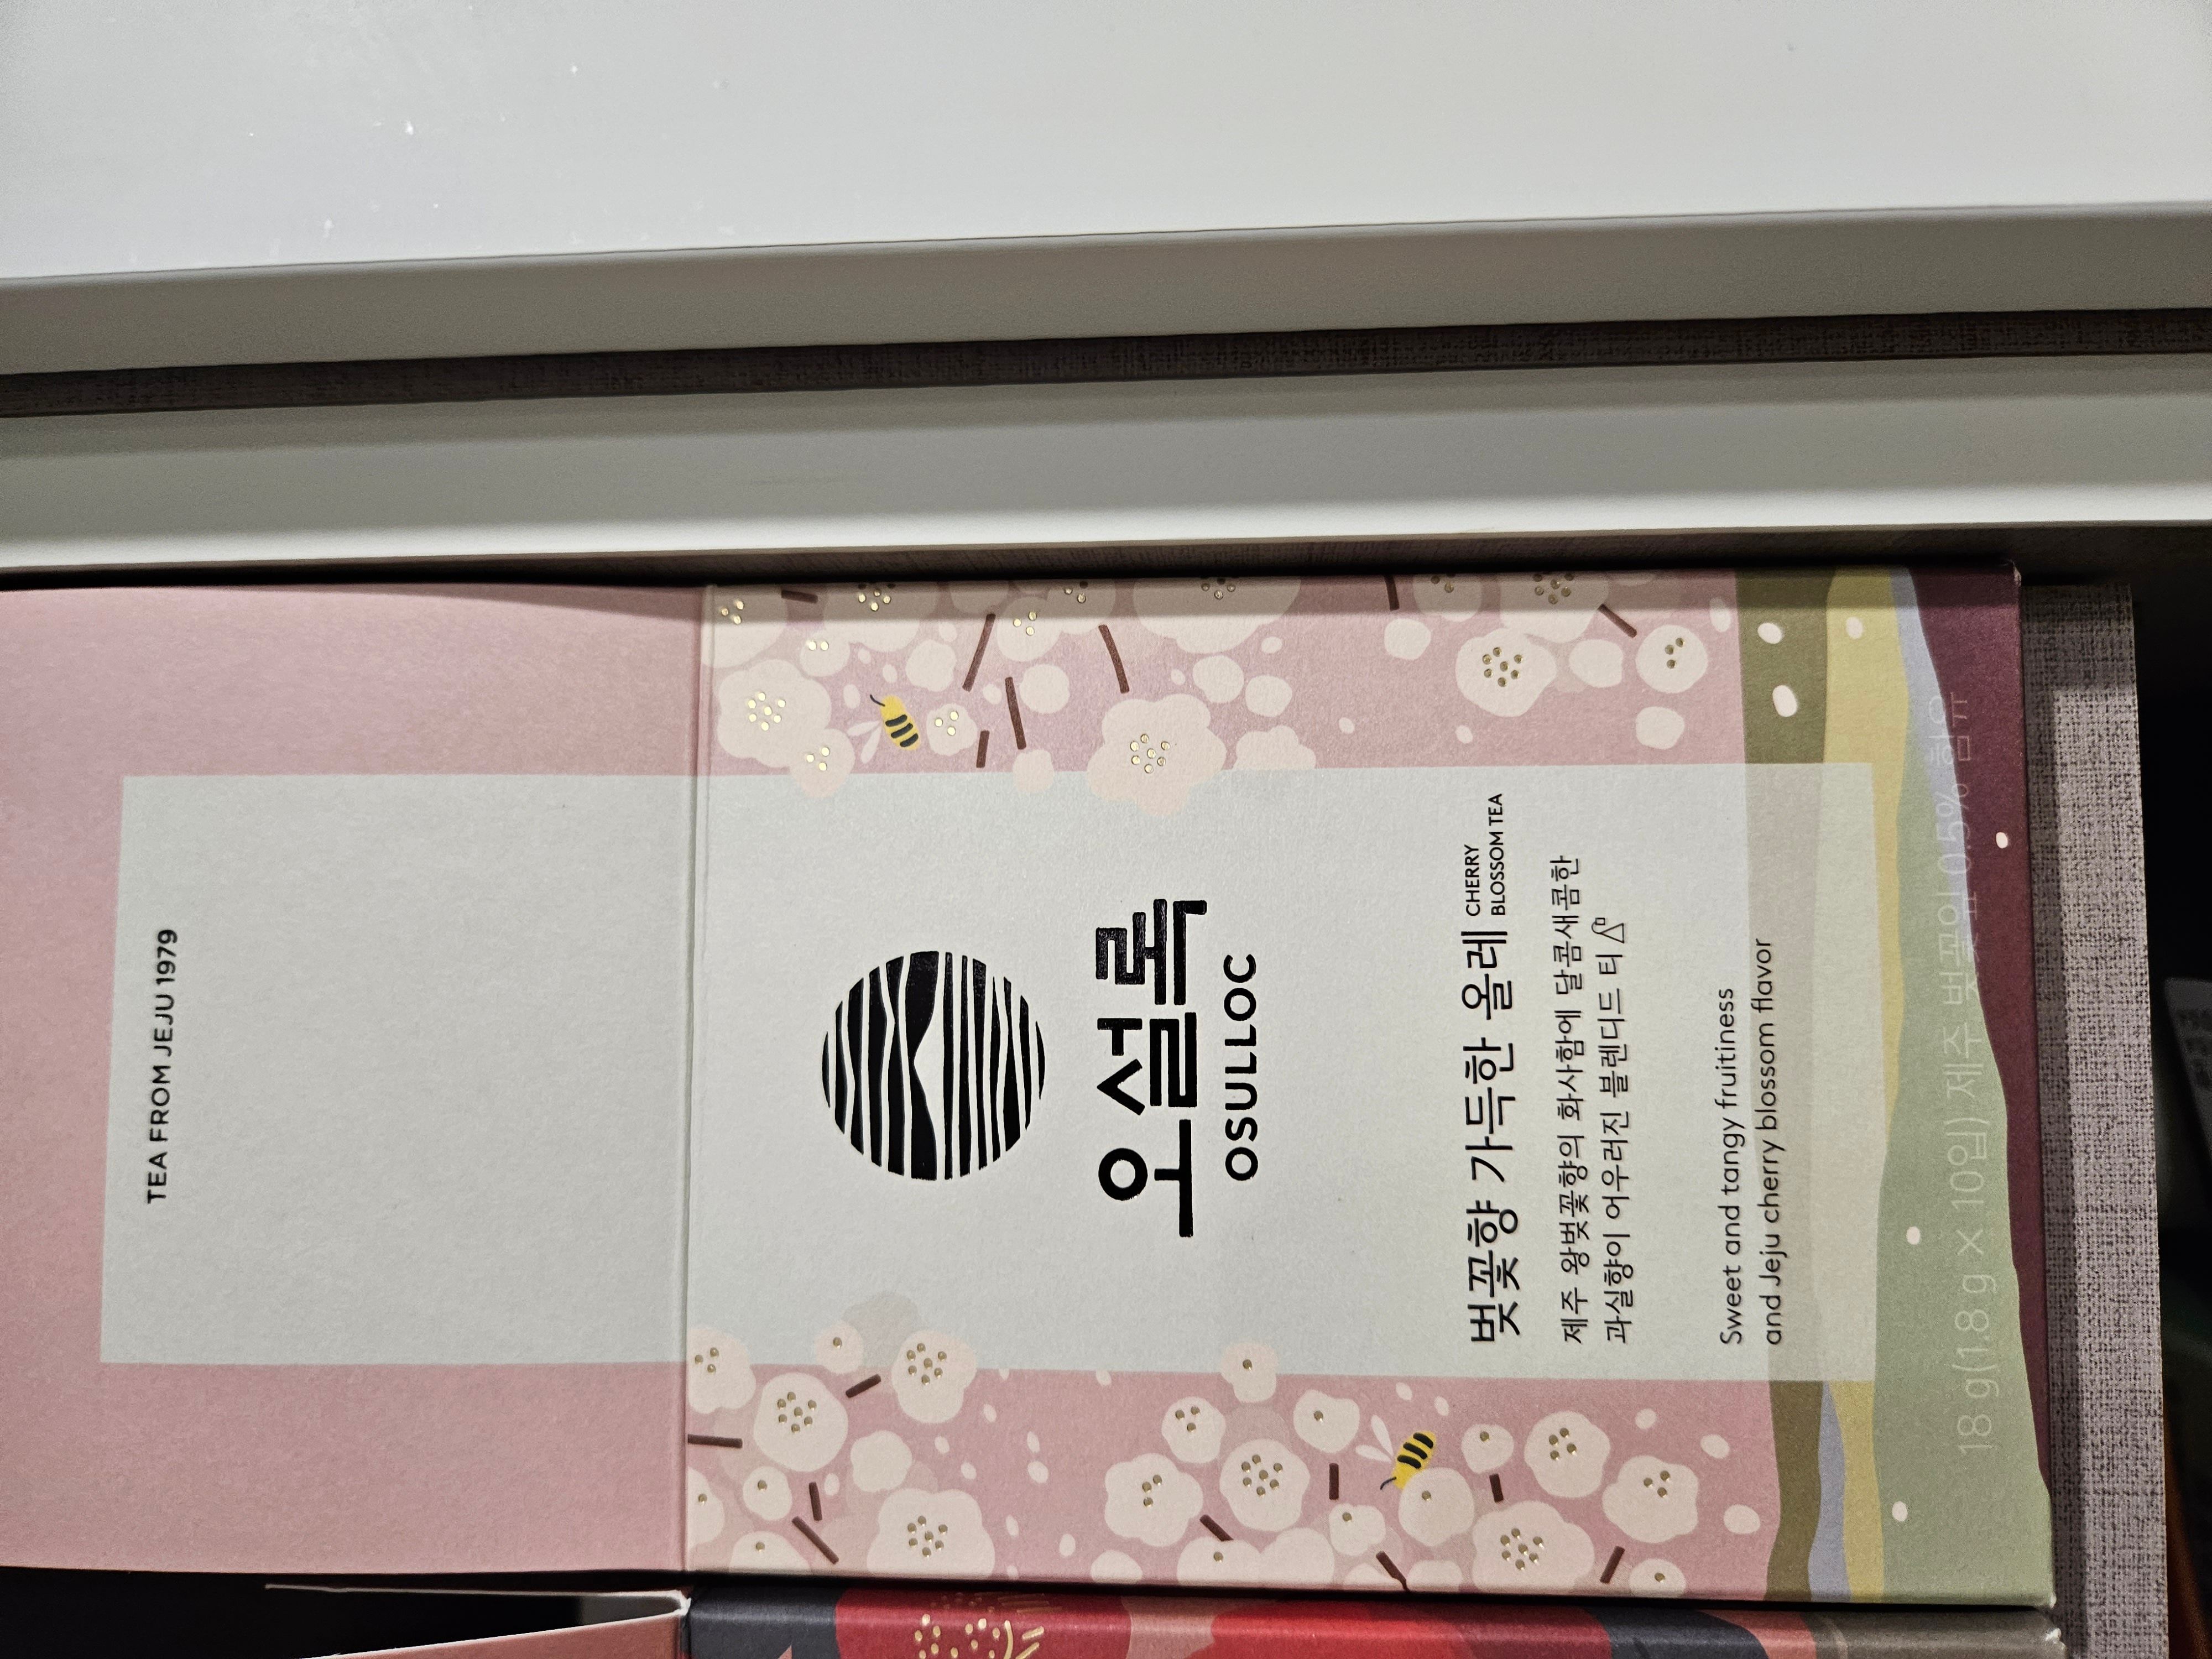 TEA FROM JEJU 1979
오설록
OSULLOC
벚꽃향 가득한 올레 CHERRY
BLOSSOM TEA
제주 왕벚꽃향의 화사함에 달콤새콤한
과실향이 어우러진 블렌디드 티
Sweet and tangy fruitiness
and Jeju cherry blossom flavor
18 g(1.8 g X 10입) 제주 벚꽃잎 0.5% 함유